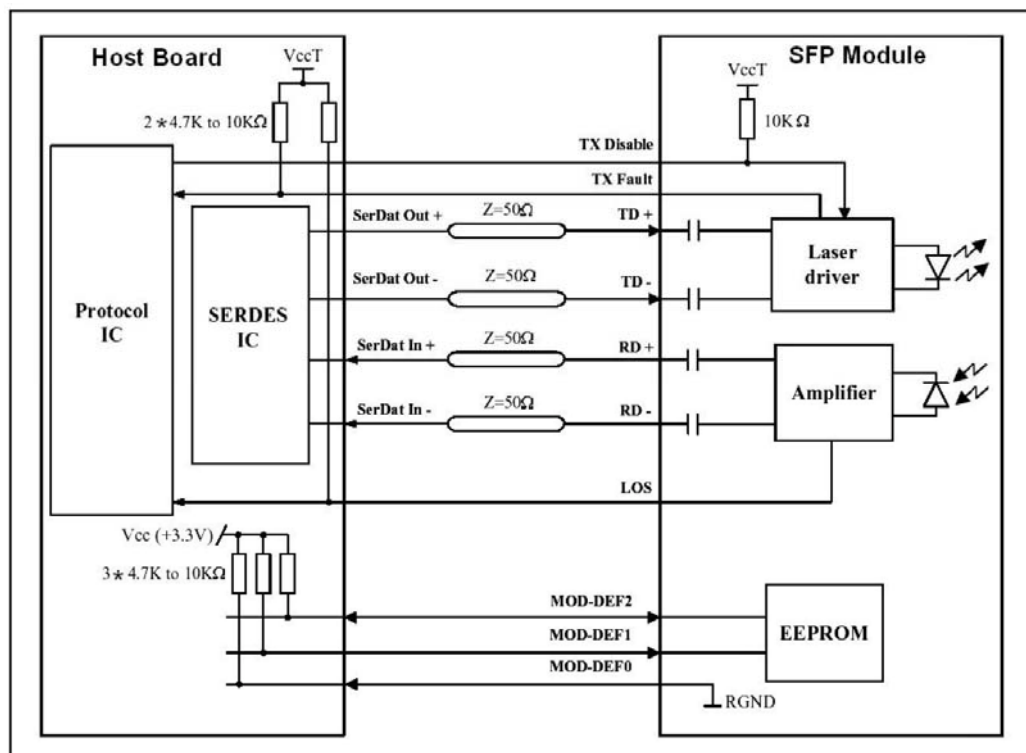 Host Board
SFP Module
VccT
VccT
2*4.7K to 10KΩ
10KΩ
TX Disable
TX Fault
SerDat Out +
Z=50Ω
TD +
SerDat Out -
Z=50Ω
TD -
Laser
driver
Protocol
IC
SERDES
IC
SerDat In +
Z=50Ω
RD +
SerDat In -
Z=50Ω
RD -
Amplifier
LOS
Vcc (+3.3V)
3*4.7K to 10KΩ
MOD-DEF2
MOD-DEF1
MOD-DEF0
EEPROM
RGND